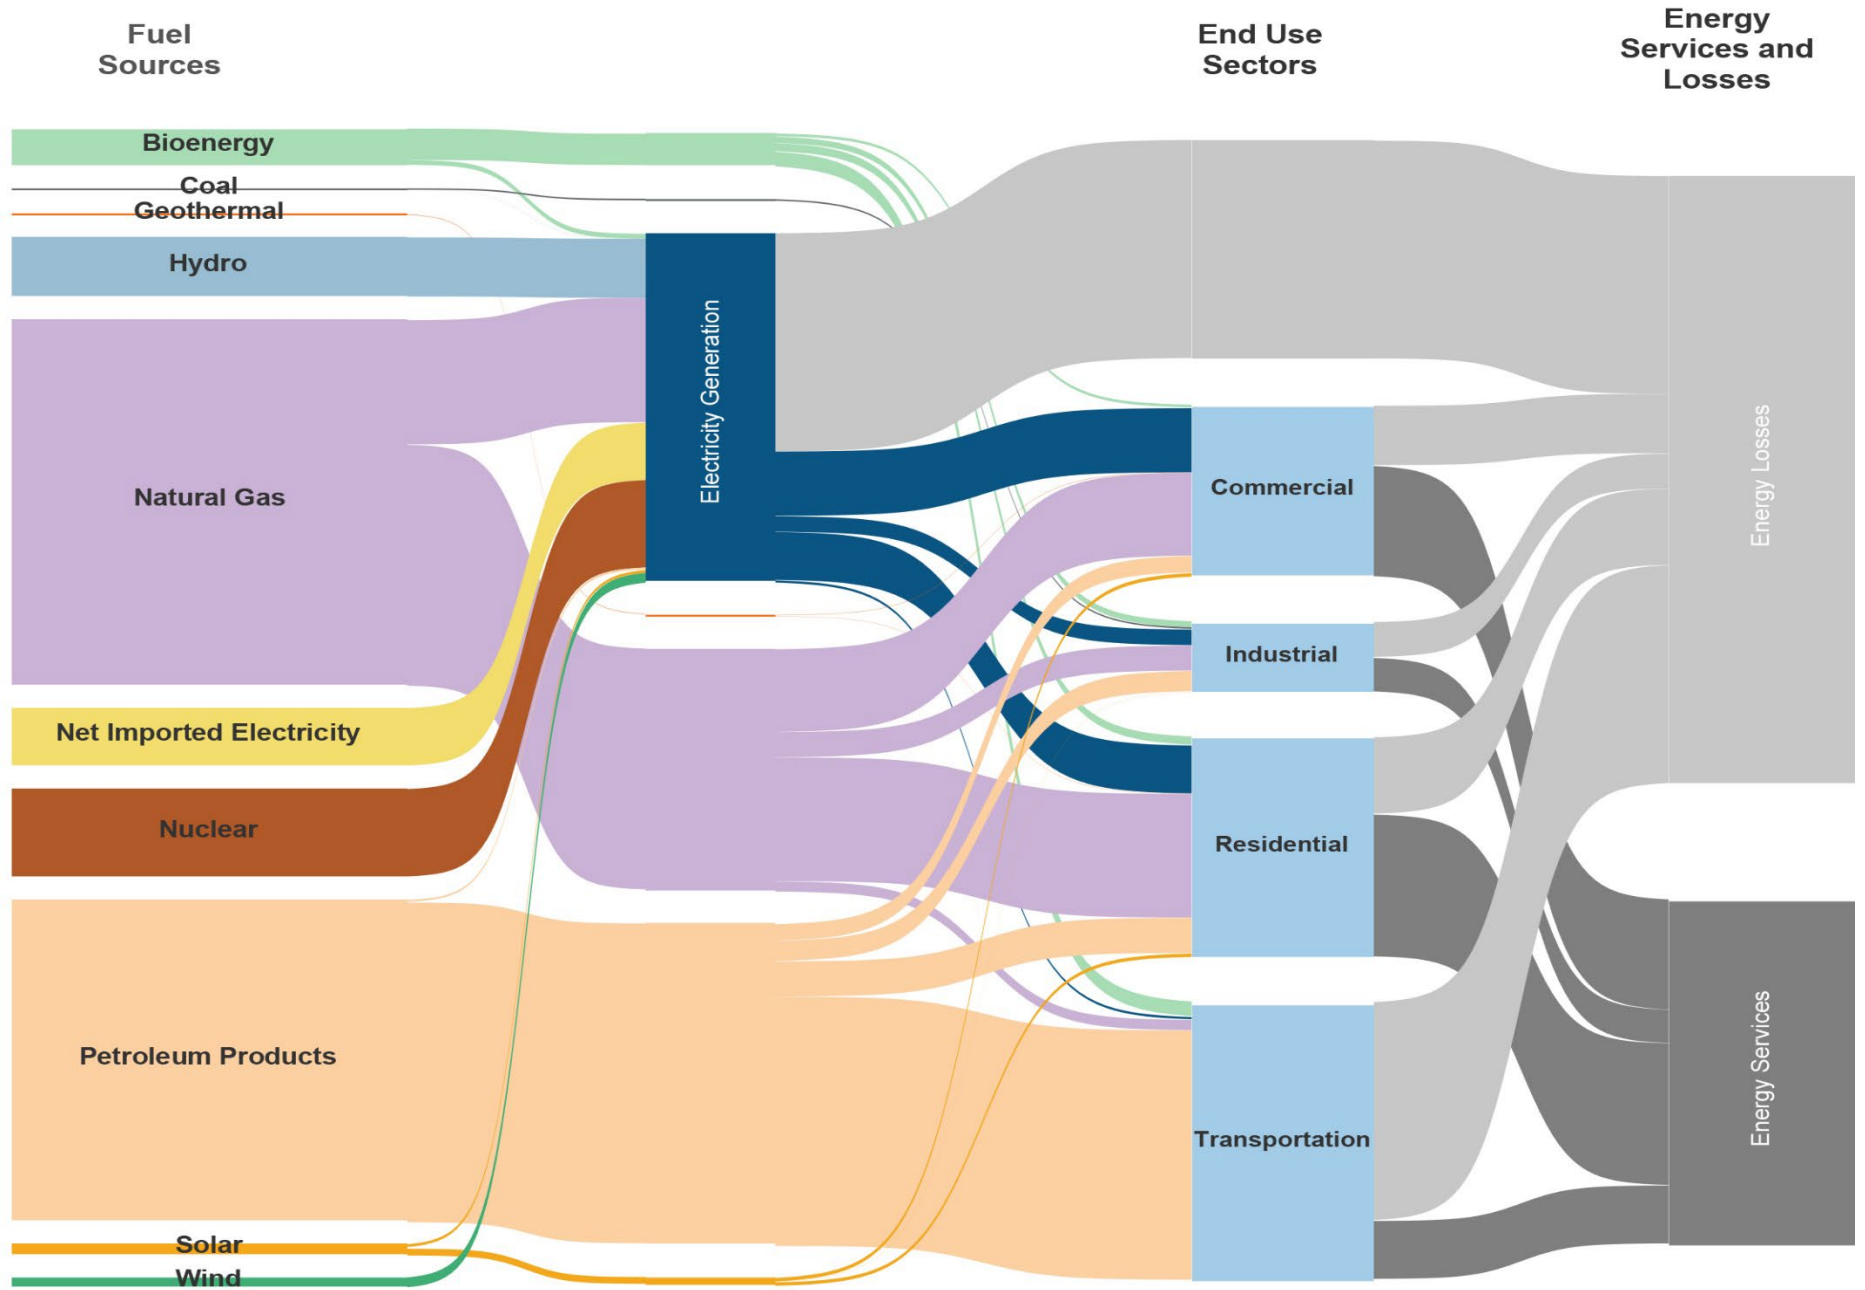 Fuel
Sources
End Use
Sectors
Energy
Services and
Losses
Bioenergy
Coal
Geothermal
Hydro
Natural Gas
Net Imported Electricity
Nuclear
Petroleum Products
Solar
Wind
Electricity Generation
Commercial
Industrial
Residential
Transportation
Energy Losses
Energy Services